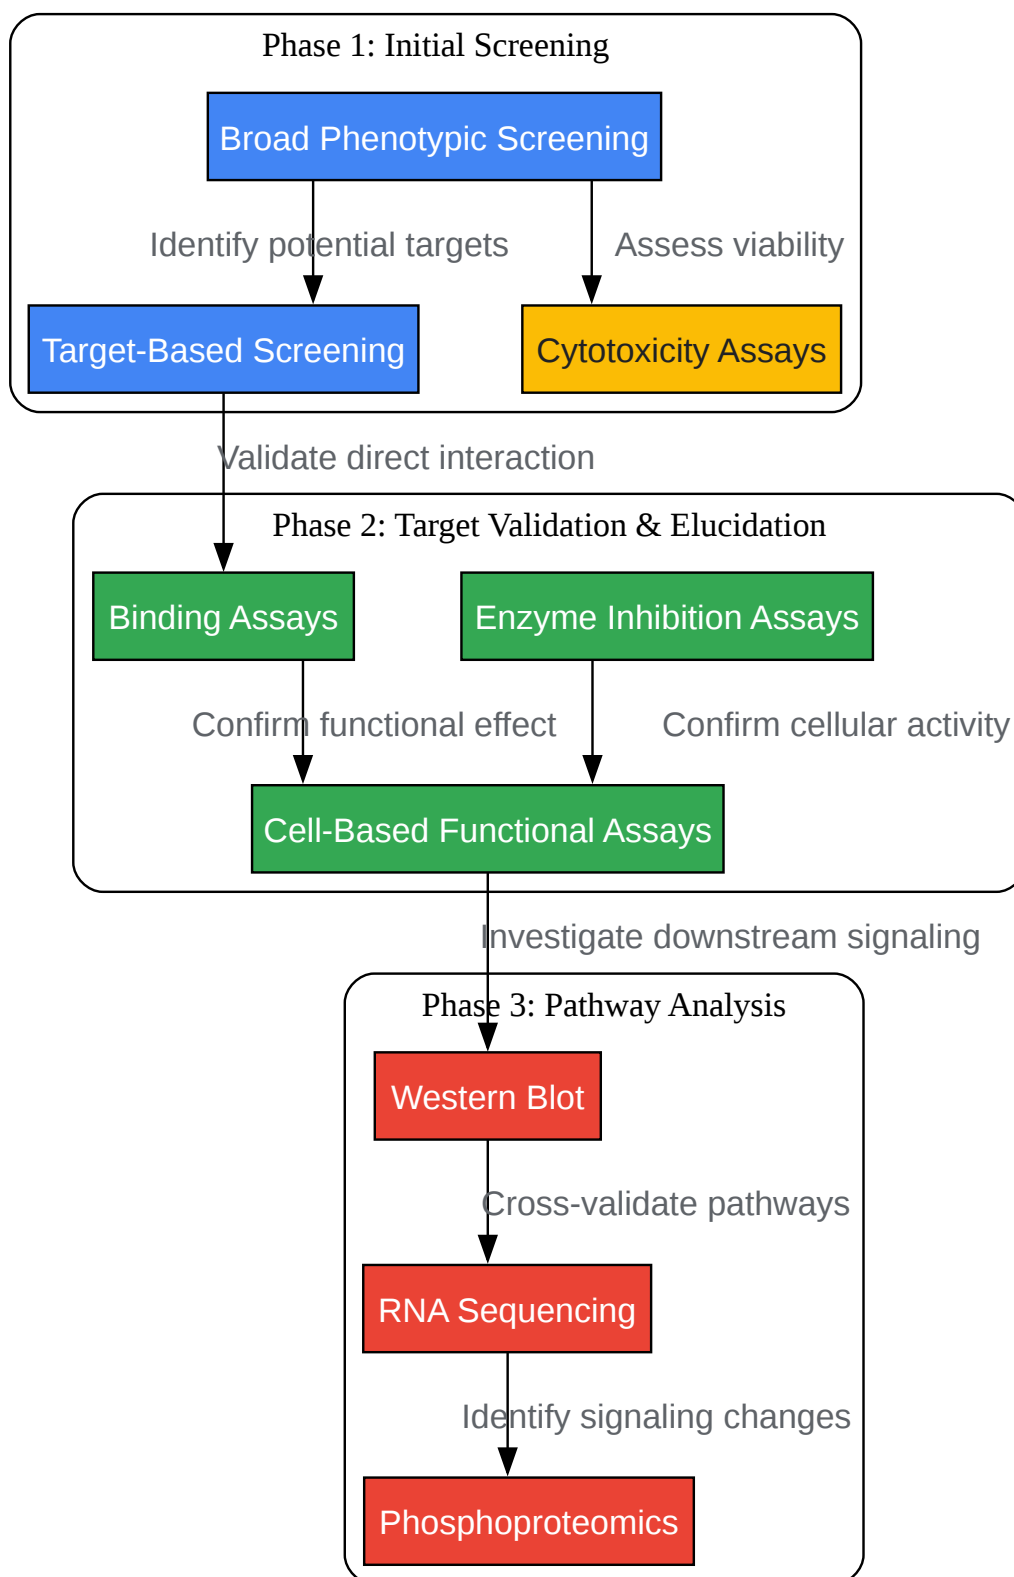 Phase 1: Initial Screening
Broad Phenotypic Screening
Identify potential targets
Assess viability
Target-Based Screening
Cytotoxicity Assays
Validate direct interaction
Phase 2: Target Validation & Elucidation
Binding Assays
Enzyme Inhibition Assays
Confirm functional effect
Confirm cellular activity
Cell-Based Functional Assays
Investigate downstream signaling
Phase 3: Pathway Analysis
Western Blot
Cross-validate pathways
RNA Sequencing
Identify signaling changes
Phosphoproteomics